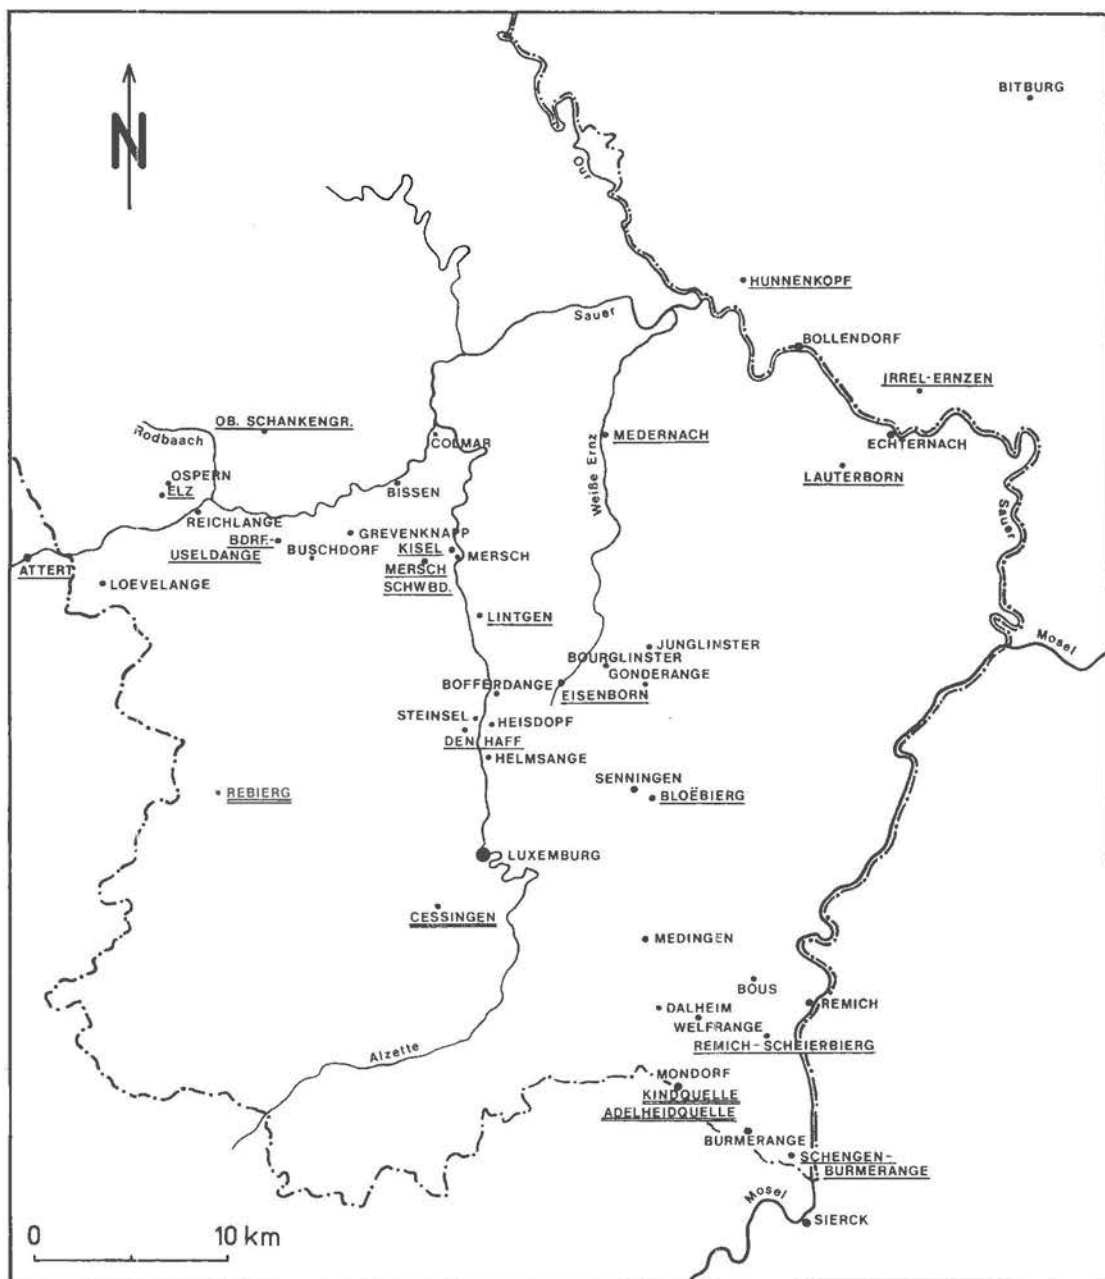 BITBURG
N
Our
HUNNENKOPF
Sauer
BOLLENDORF
IRREL-ERNZEN
OB. SCHANKENGR.
Rodbaach
COLMAR
Weiße Ernz
MEDERNACH
ECHTERNACH
LAUTERBORN
OSPERN
ELZ
BISSEN
REICHLANGE
GREVENKNAPP
BDRF.-
USELDANGE
BUSCHDORF
KISEL
MERSCH
MERSCH
SCHWBD.
Sauer
ATTERT
LOEVELANGE
LINTGEN
JUNGLINSTER
Mosel
BOURGLINSTER
GONDERANGE
BOFFERDANGE
EISENBORN
STEINSEL
HEISDOPF
DEN HAFF
HELMSANGE
SENNINGEN
REBIERG
BLOËBIERG
LUXEMBURG
CESSINGEN
MEDINGEN
BOUS
DALHEIM
REMICH
WELFRANGE
REMICH-SCHEIERBIERG
Alzette
MONDORF
KINDQUELLE
ADELHEIDQUELLE
BURMERANGE
SCHENGEN-
BURMERANGE
Mosel
SIERCK
0 10 km